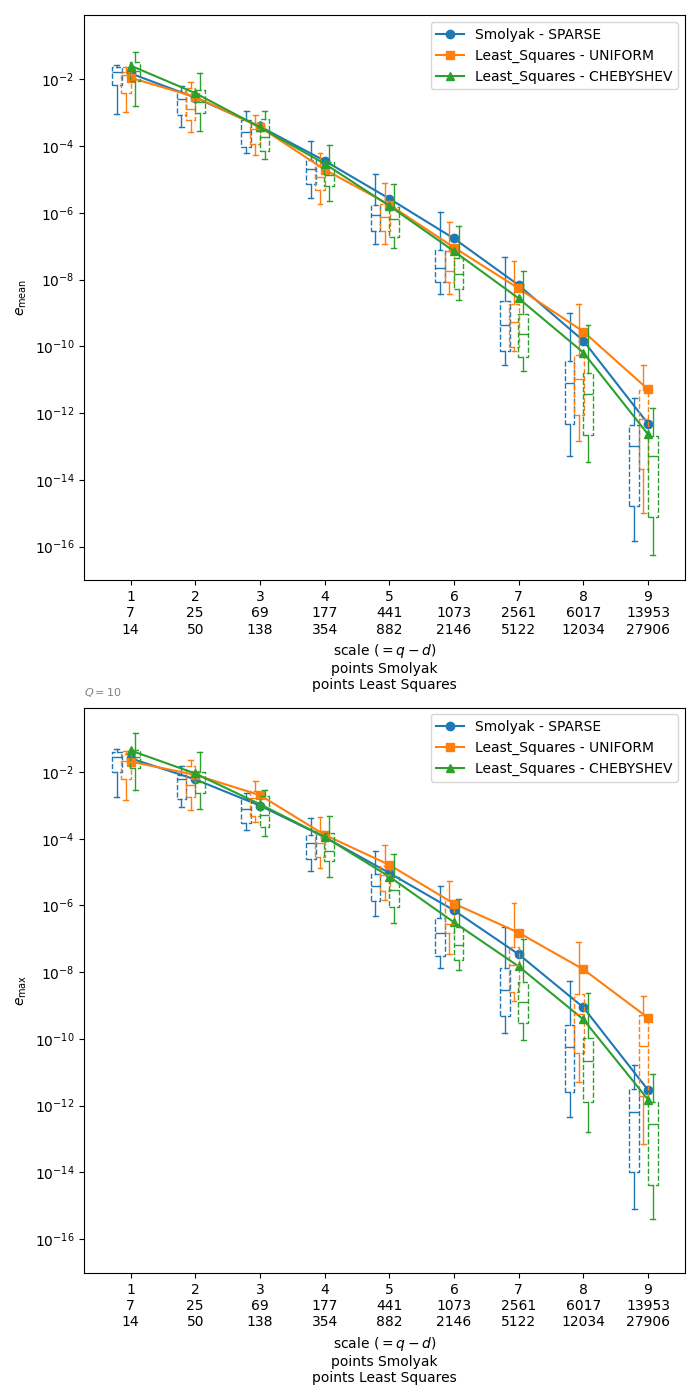 Smolyak - SPARSE
Least_Squares - UNIFORM
Least_Squares - CHEBYSHEV
10⁻²
10⁻⁴
10⁻⁶
10⁻⁸
10⁻¹⁰
10⁻¹²
10⁻¹⁴
10⁻¹⁶
e_mean
1 2 3 4 5 6 7 8 9
7 25 69 177 441 1073 2561 6017 13953
14 50 138 354 882 2146 5122 12034 27906
scale (= q − d)
points Smolyak
points Least Squares
Q = 10
Smolyak - SPARSE
Least_Squares - UNIFORM
Least_Squares - CHEBYSHEV
10⁻²
10⁻⁴
10⁻⁶
10⁻⁸
10⁻¹⁰
10⁻¹²
10⁻¹⁴
10⁻¹⁶
e_max
1 2 3 4 5 6 7 8 9
7 25 69 177 441 1073 2561 6017 13953
14 50 138 354 882 2146 5122 12034 27906
scale (= q − d)
points Smolyak
points Least Squares